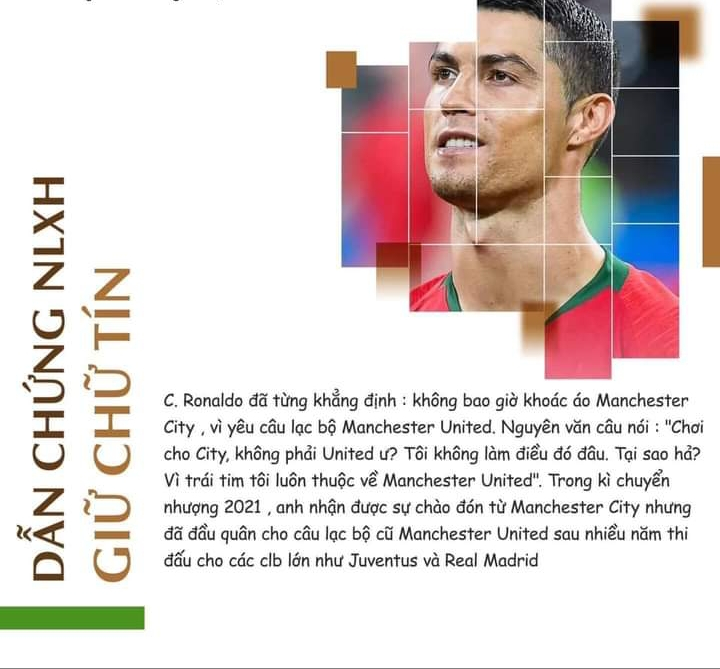 DẪN CHỨNG NLXH
GIỮ CHỮ TÍN
C. Ronaldo đã từng khẳng định : không bao giờ khoác áo Manchester
City , vì yêu câu lạc bộ Manchester United. Nguyên văn câu nói : "Chơi
cho City, không phải United ư? Tôi không làm điều đó đâu. Tại sao hả?
Vì trái tim tôi luôn thuộc về Manchester United". Trong kì chuyển
nhượng 2021 , anh nhận được sự chào đón từ Manchester City nhưng
đã đầu quân cho câu lạc bộ cũ Manchester United sau nhiều năm thi
đấu cho các clb lớn như Juventus và Real Madrid